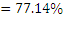 = 77.14%